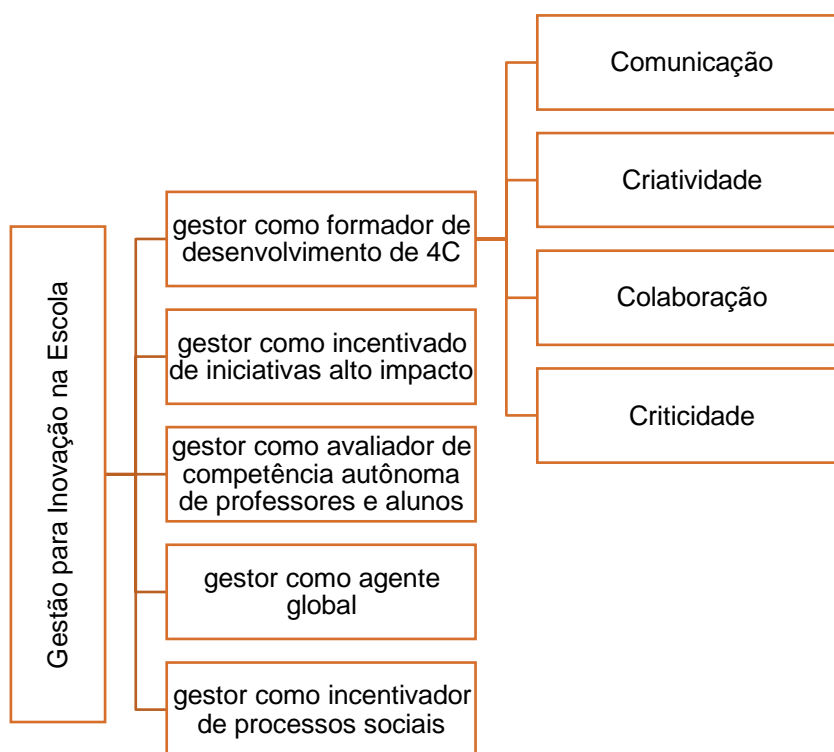 Gestão para Inovação na Escola
gestor como formador de
desenvolvimento de 4C
gestor como incentivado
de iniciativas alto impacto
gestor como avaliador de
competência autônoma
de professores e alunos
gestor como agente
global
gestor como incentivador
de processos sociais
Comunicação
Criatividade
Colaboração
Criticidade